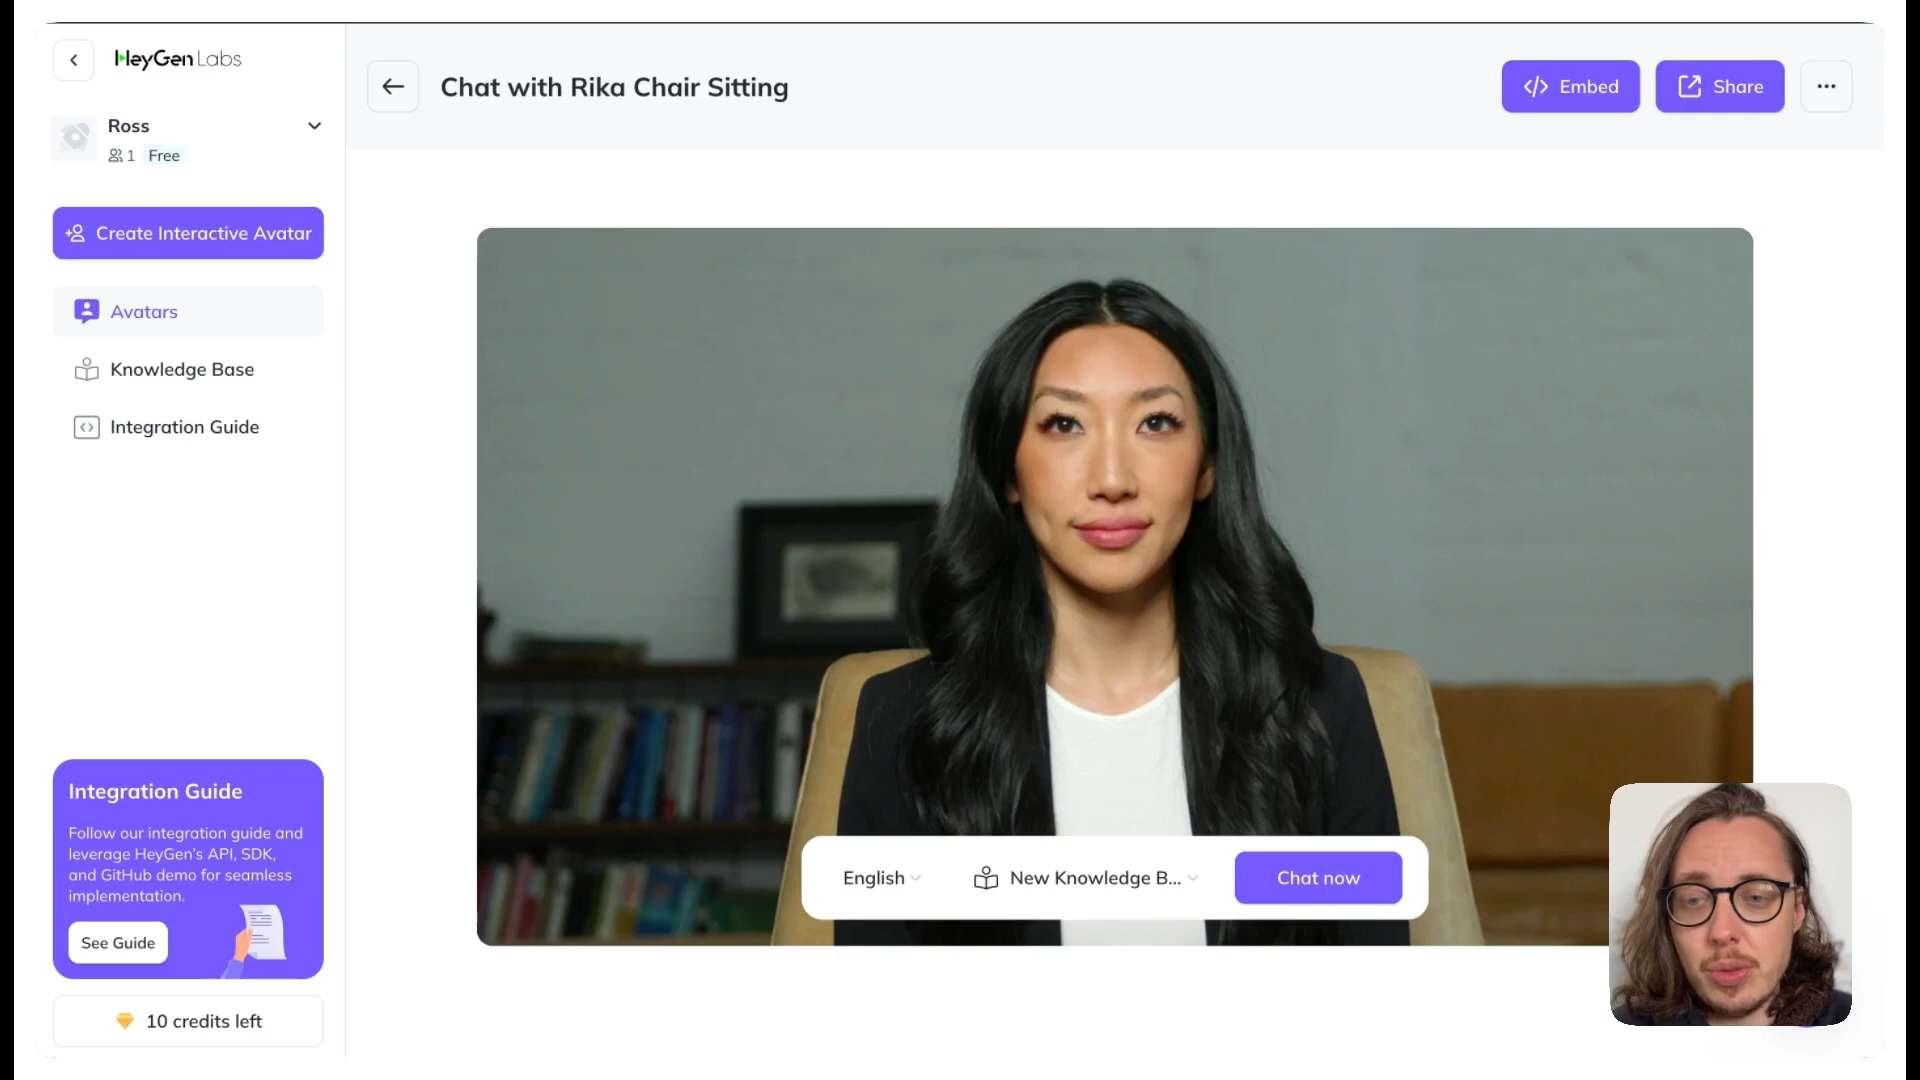 HeyGen Labs
Ross
1 Free
Create Interactive Avatar
Avatars
Knowledge Base
Integration Guide
Integration Guide
Follow our integration guide and
leverage HeyGen's API, SDK,
and GitHub demo for seamless
implementation.
See Guide
10 credits left
Chat with Rika Chair Sitting
Embed
Share
English
New Knowledge B...
Chat now